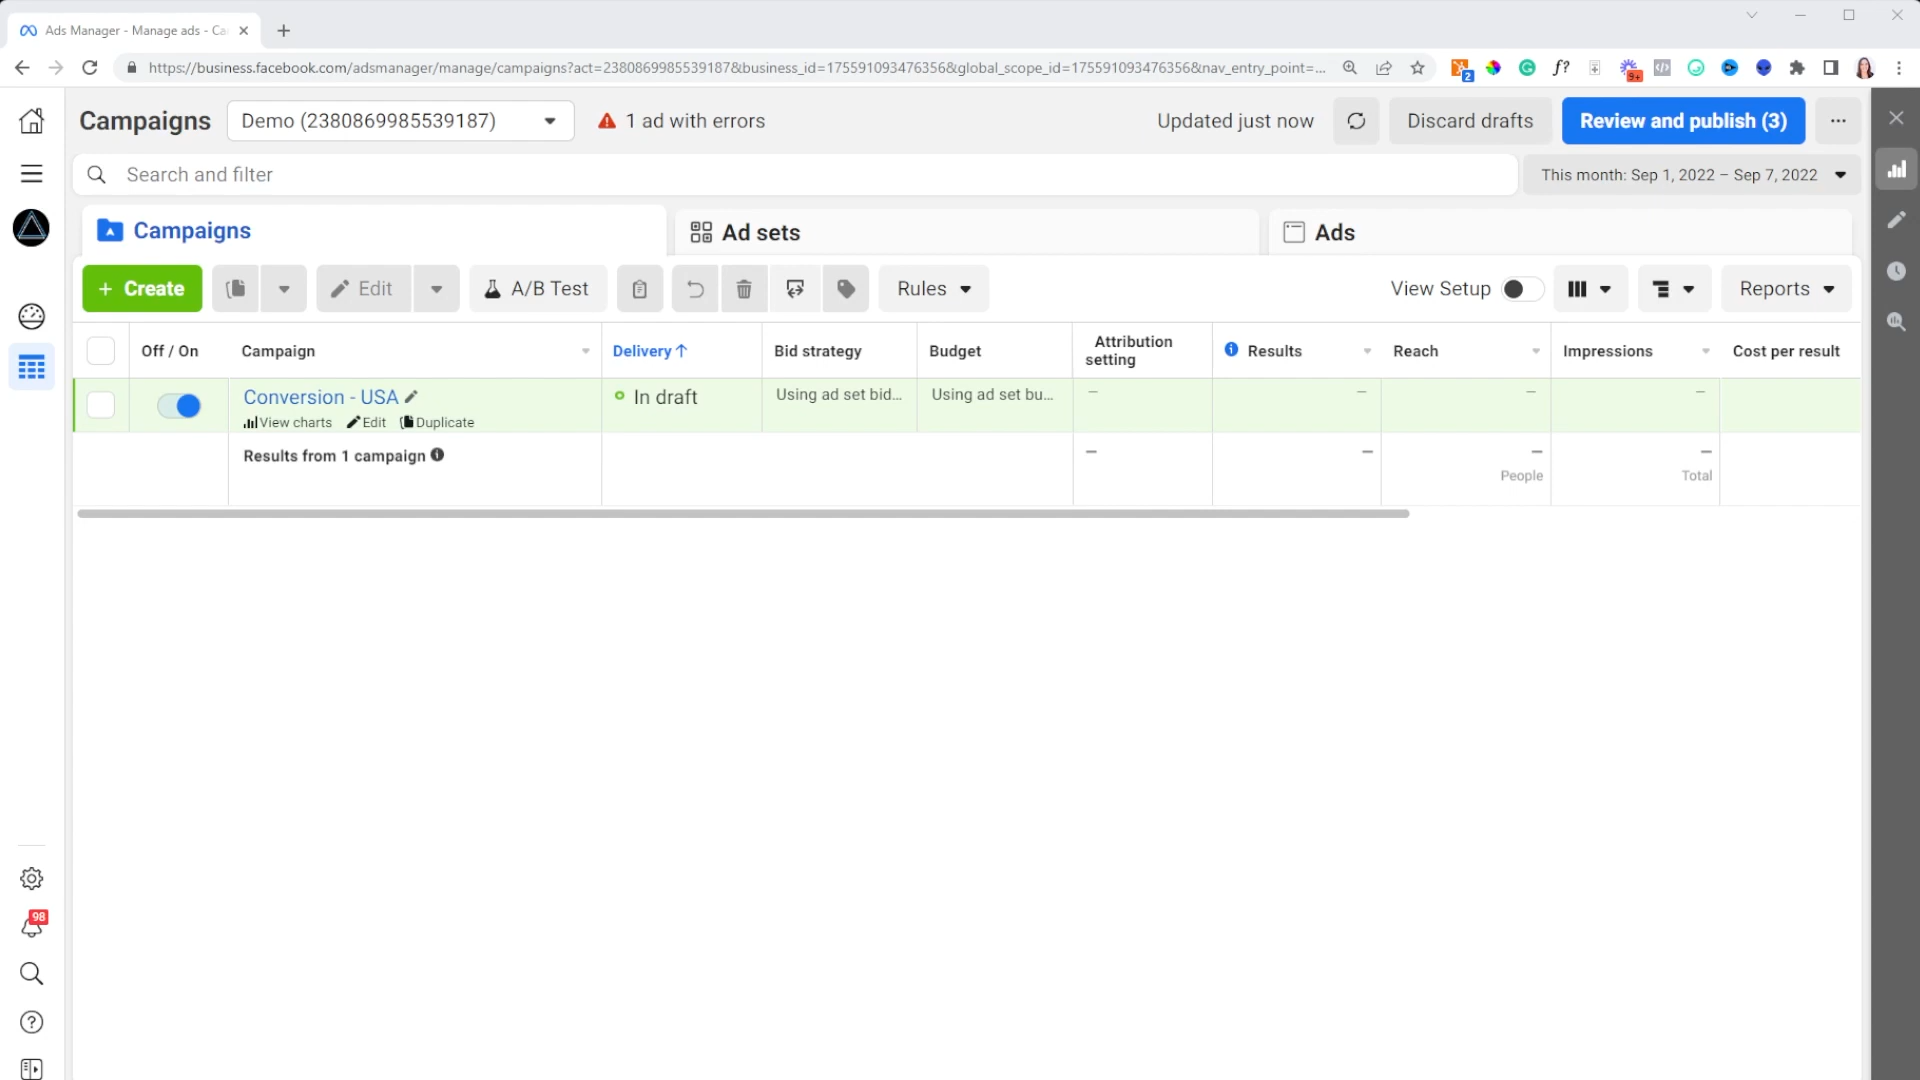 Ads Manager - Manage ads - Ca
https://business.facebook.com/adsmanager/manage/campaigns?act=2380869985539187&business_id=175591093476356&global_scope_id=175591093476356&nav_entry_point=...
2
f?
9+
Campaigns
Demo (2380869985539187)
1 ad with errors
Updated just now
Discard drafts
Review and publish (3)
Search and filter
This month: Sep 1, 2022 – Sep 7, 2022
Campaigns
Ad sets
Ads
+ Create
Edit
A/B Test
Rules
View Setup
Reports
Off / On
Campaign
Delivery ↑
Bid strategy
Budget
Attribution
setting
Results
Reach
Impressions
Cost per result
Conversion - USA
In draft
Using ad set bid...
Using ad set bu...
—
—
—
—
View charts
Edit
Duplicate
Results from 1 campaign
—
—
—
—
People
Total
98